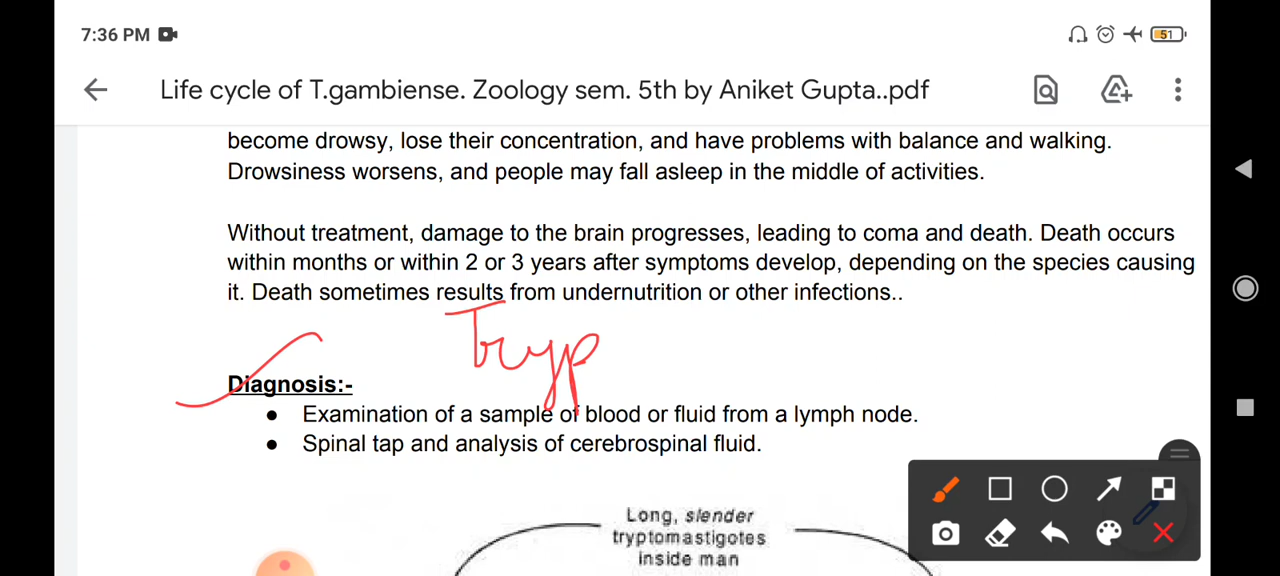 7:36 PM
51
Life cycle of T.gambiense. Zoology sem. 5th by Aniket Gupta..pdf
become drowsy, lose their concentration, and have problems with balance and walking.
Drowsiness worsens, and people may fall asleep in the middle of activities.
Without treatment, damage to the brain progresses, leading to coma and death. Death occurs
within months or within 2 or 3 years after symptoms develop, depending on the species causing
it. Death sometimes results from undernutrition or other infections..
Tryp
Diagnosis:-
● Examination of a sample of blood or fluid from a lymph node.
● Spinal tap and analysis of cerebrospinal fluid.
Long, slender
tryptomastigotes
inside man